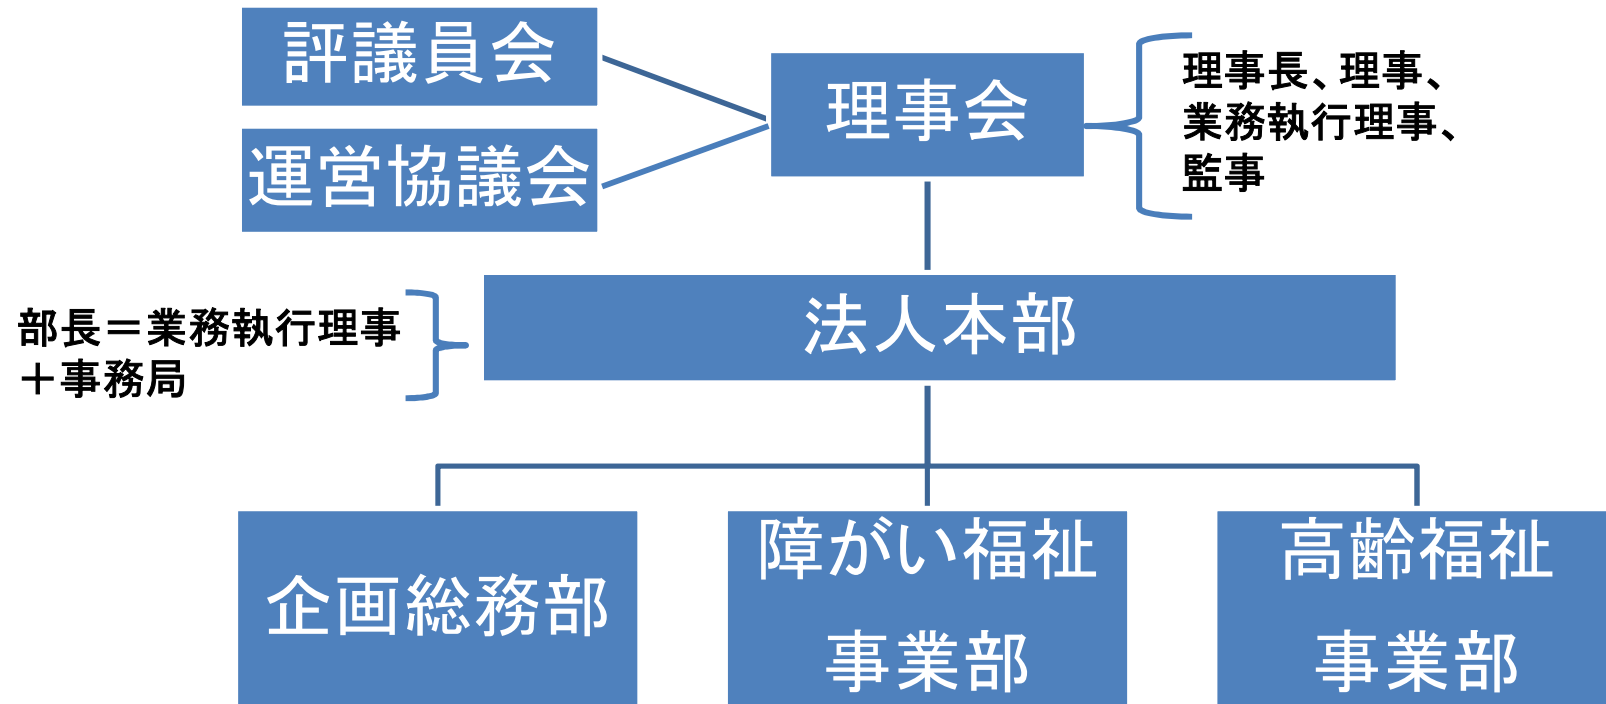 評議員会
運営協議会
理事会
理事長、理事、
業務執行理事、
監事
法人本部
部長＝業務執行理事
＋事務局
企画総務部
障がい福祉
事業部
高齢福祉
事業部